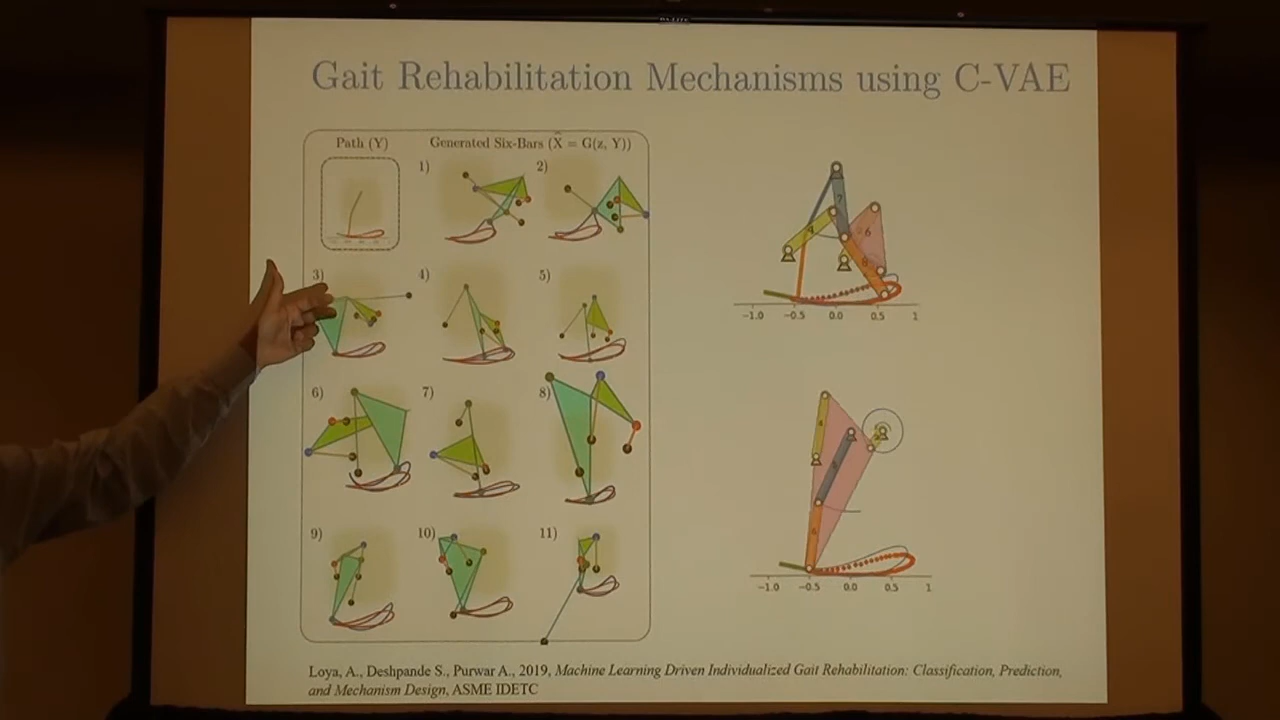 Gait Rehabilitation Mechanisms using C-VAE
Path (Y)
Generated Six-Bars (X̂ = G(z, Y))
1)
2)
3)
4)
5)
6)
7)
8)
9)
10)
11)
-1.0 -0.5 0.0 0.5 1
-1.0 -0.5 0.0 0.5 1
Loya, A., Deshpande S., Purwar A., 2019, Machine Learning Driven Individualized Gait Rehabilitation: Classification, Prediction,
and Mechanism Design, ASME IDETC